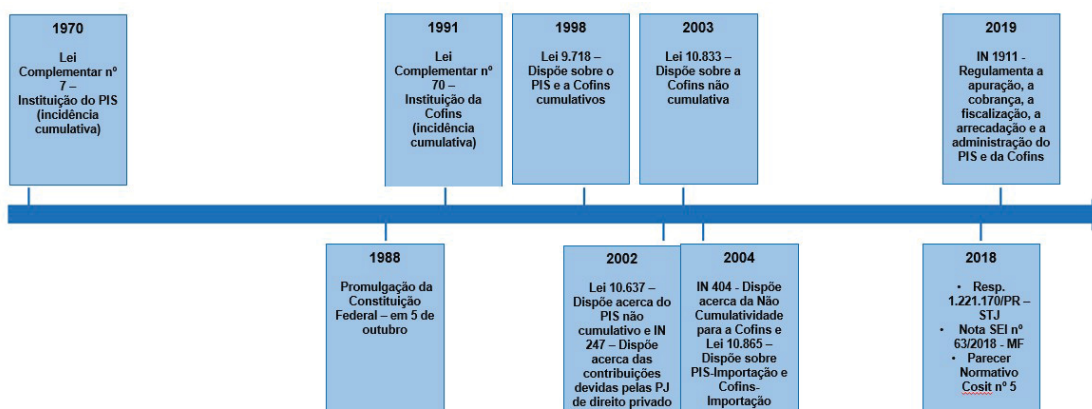 1970
Lei
Complementar nº
7 –
Instituição do PIS
(incidência
cumulativa)
1991
Lei
Complementar nº
70 –
Instituição da
Cofins
(incidência
cumulativa)
1998
Lei 9.718 –
Dispõe sobre o
PIS e a Cofins
cumulativos
2003
Lei 10.833 –
Dispõe sobre a
Cofins não
cumulativa
2019
IN 1911 -
Regulamenta a
apuração, a
cobrança, a
fiscalização, a
arrecadação e a
administração do
PIS e da Cofins
1988
Promulgação da
Constituição
Federal – em 5 de
outubro
2002
Lei 10.637 –
Dispõe acerca do
PIS não
cumulativo e IN
247 – Dispõe
acerca das
contribuições
devidas pelas PJ
de direito privado
2004
IN 404 - Dispõe
acerca da Não
Cumulatividade
para a Cofins e
Lei 10.865 –
Dispõe sobre
PIS-Importação e
Cofins-
Importação
2018
• Resp.
1.221.170/PR –
STJ
• Nota SEI nº
63/2018 - MF
• Parecer
Normativo
Cosit nº 5